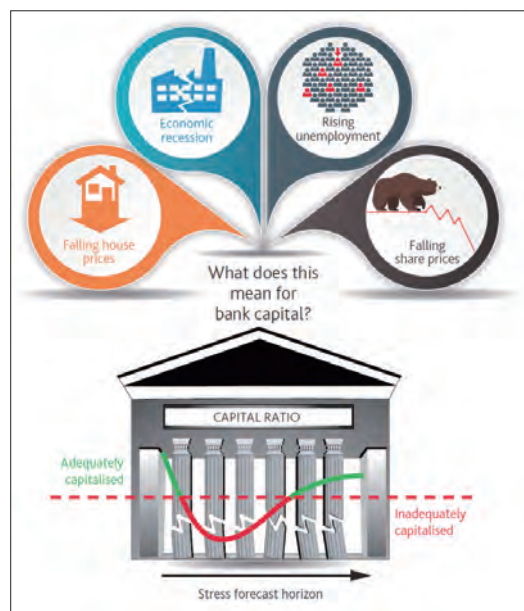 Economic
recession
Rising
unemployment
Falling house
prices
Falling
share prices
What does this
mean for
bank capital?
CAPITAL RATIO
Adequately
capitalised
Inadequately
capitalised
Stress forecast horizon